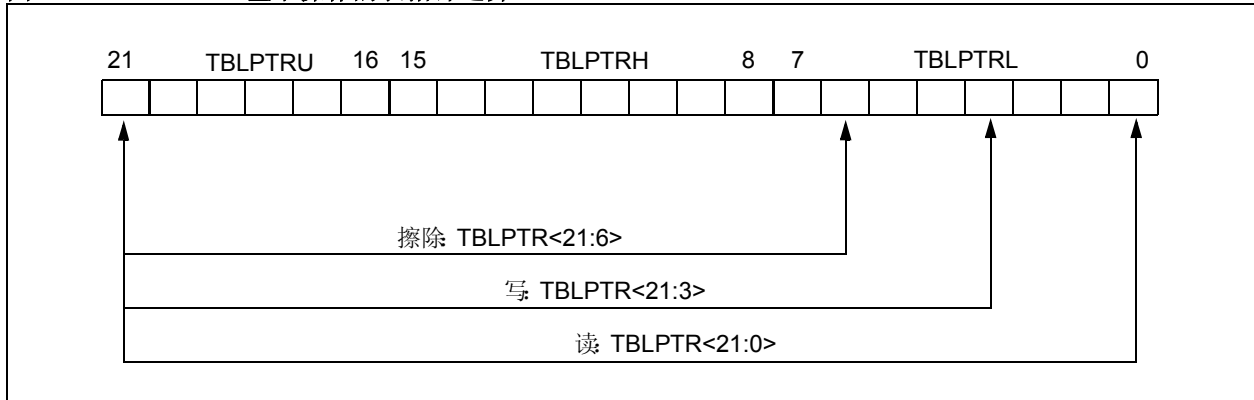 21 TBLPTRU 16 15 TBLPTRH 8 7 TBLPTRL 0
擦除: TBLPTR<21:6>
写: TBLPTR<21:3>
读: TBLPTR<21:0>